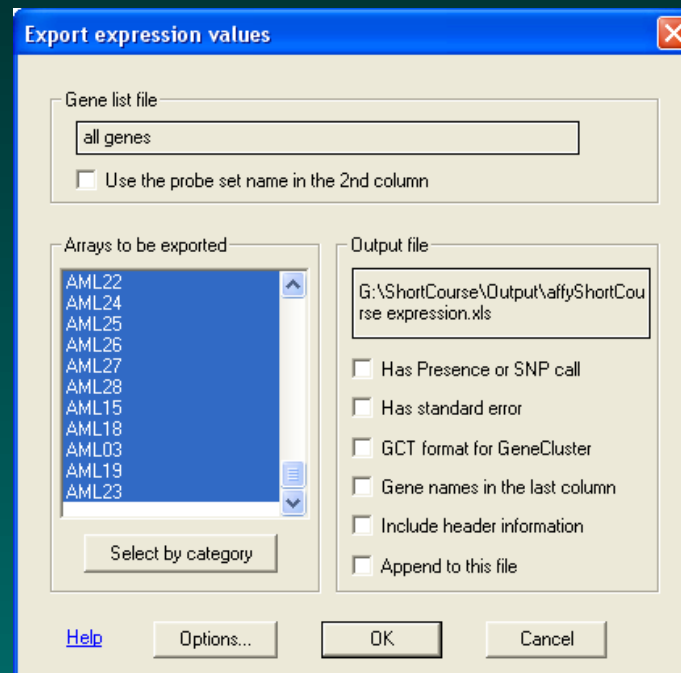 Export expression values
Gene list file
all genes
Use the probe set name in the 2nd column
Arrays to be exported
AML22
AML24
AML25
AML26
AML27
AML28
AML15
AML18
AML03
AML19
AML23
Select by category
Output file
G:\ShortCourse\Output\affyShortCou
rse expression.xls
Has Presence or SNP call
Has standard error
GCT format for GeneCluster
Gene names in the last column
Include header information
Append to this file
Help
Options...
OK
Cancel